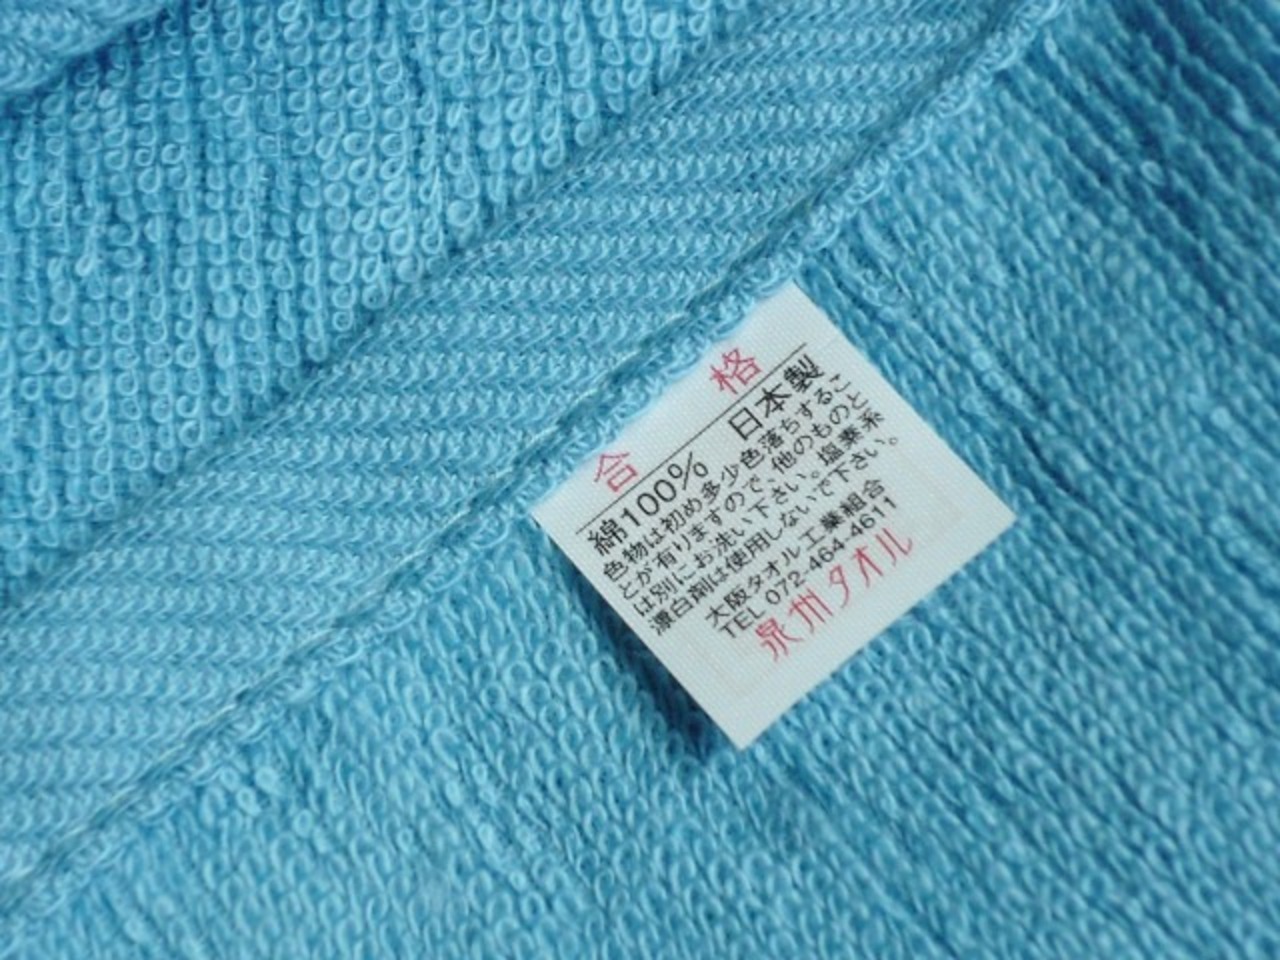 合格
綿100% 日本製
色物は初め多少色落ちするこ
とが有りますので、他のものと
は別にお洗い下さい。塩素系
漂白剤は使用しないで下さい。
大阪タオル工業組合
TEL 072-464-4611
泉州タオル